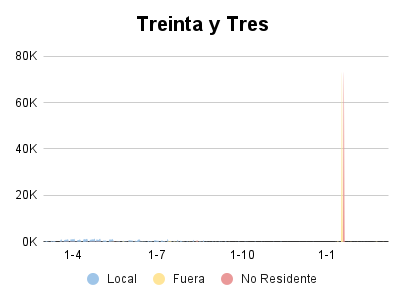 Treinta y Tres
80K
60K
40K
20K
0K
1-4 1-7 1-10 1-1
Local Fuera No Residente